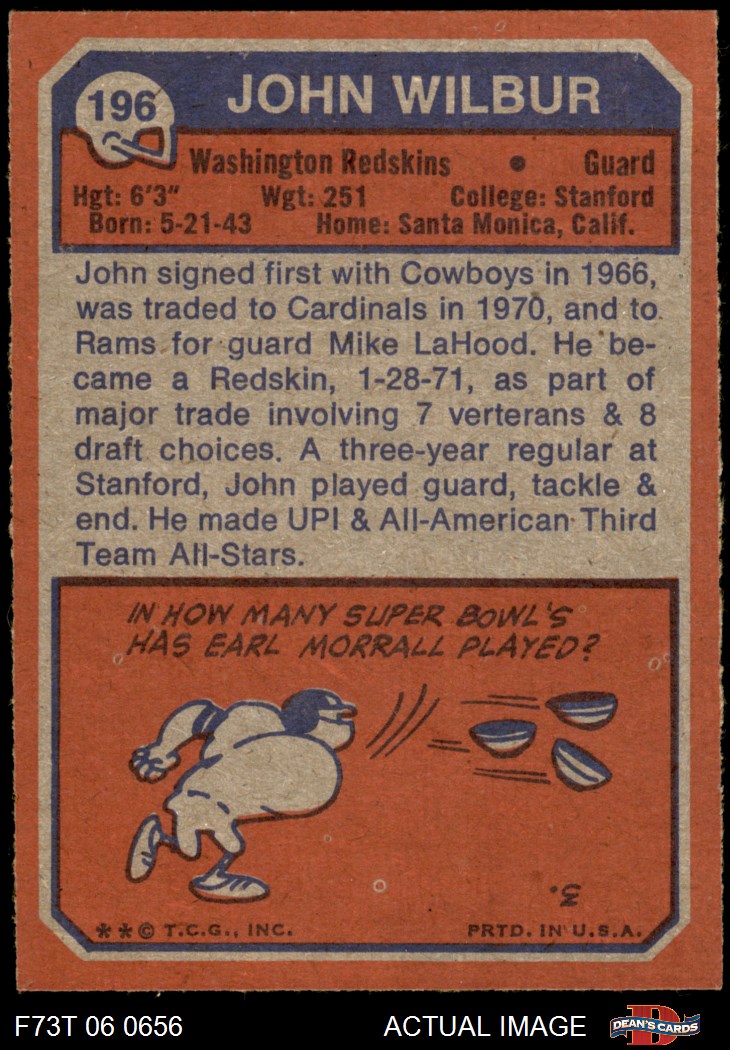 196
JOHN WILBUR
Washington Redskins • Guard
Hgt: 6'3" Wgt: 251 College: Stanford
Born: 5-21-43 Home: Santa Monica, Calif.
John signed first with Cowboys in 1966,
was traded to Cardinals in 1970, and to
Rams for guard Mike LaHood. He be-
came a Redskin, 1-28-71, as part of
major trade involving 7 verterans & 8
draft choices. A three-year regular at
Stanford, John played guard, tackle &
end. He made UPI & All-American Third
Team All-Stars.
IN HOW MANY SUPER BOWL'S
HAS EARL MORRALL PLAYED?
3.
** © T.C.G., INC. PRTD. IN U.S.A.
F73T 06 0656 ACTUAL IMAGE DEAN'S CARDS